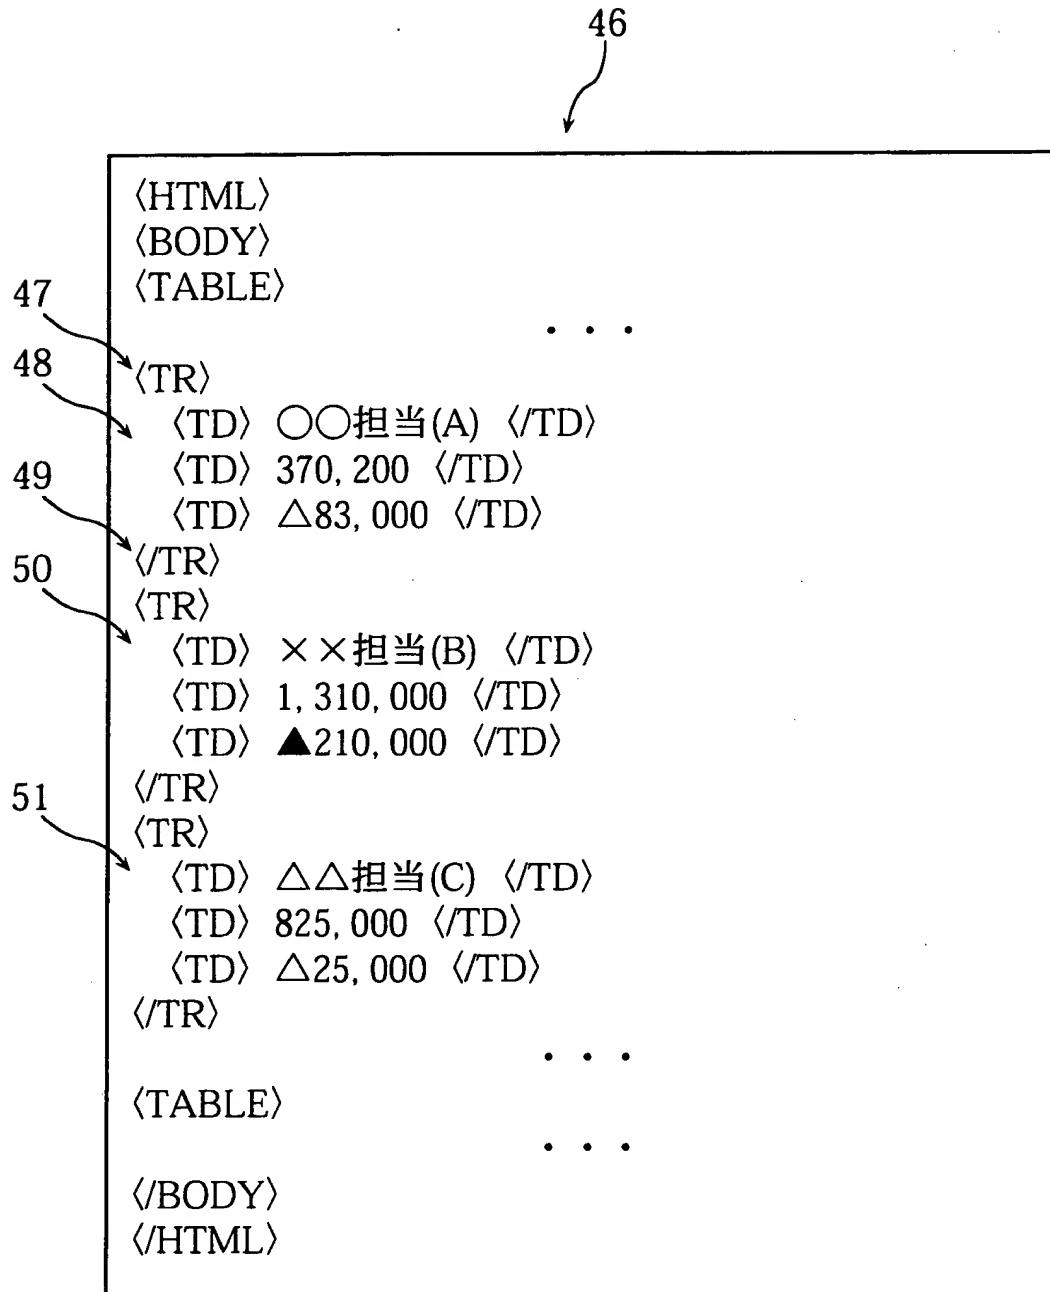 46
〈HTML〉
〈BODY〉
〈TABLE〉
47
・・・
48
〈TR〉
〈TD〉 ○○担当(A) 〈/TD〉
49
〈TD〉 370, 200 〈/TD〉
〈TD〉 △83, 000 〈/TD〉
50
〈/TR〉
〈TR〉
〈TD〉 ××担当(B) 〈/TD〉
〈TD〉 1, 310, 000 〈/TD〉
〈TD〉 ▲210, 000 〈/TD〉
51
〈/TR〉
〈TR〉
〈TD〉 △△担当(C) 〈/TD〉
〈TD〉 825, 000 〈/TD〉
〈TD〉 △25, 000 〈/TD〉
〈/TR〉
・・・
〈TABLE〉
・・・
〈/BODY〉
〈/HTML〉